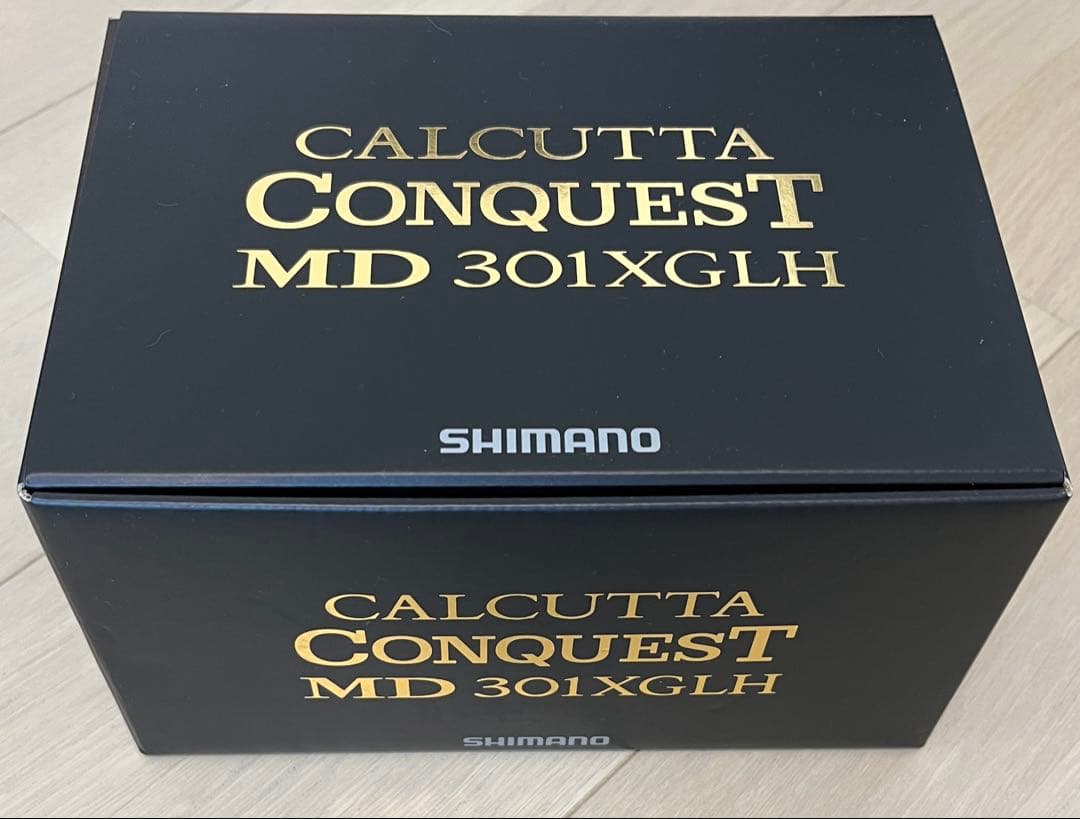 CALCUTTA
CONQUEST
MD 301XGLH
SHIMANO
CALCUTTA
CONQUEST
MD 301XGLH
SHIMANO